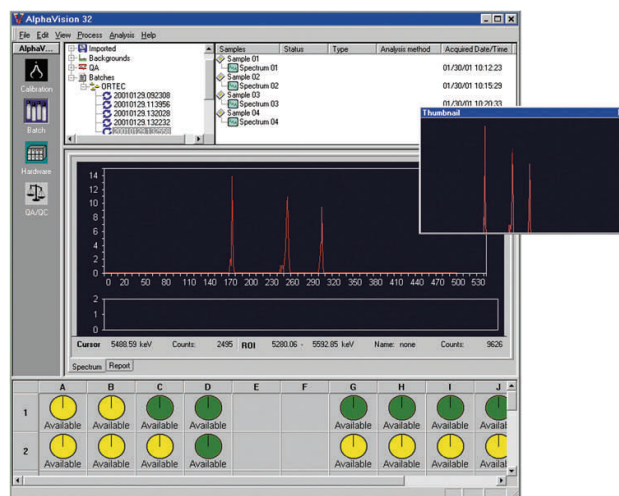 AlphaVision 32
File Edit View Process Analysis Help
AlphaV...
Calibration
Batch
Hardware
QA/QC
Imported
Backgrounds
QA
Batches
ORTEC
20010129.092308
20010129.113956
20010129.132028
20010129.132232
20010129.132558
Samples Status Type Analysis method Acquired Date/Time
Sample 01
Spectrum 01 01/30/01 10:12:23
Sample 02
Spectrum 02 01/30/01 10:15:29
Sample 03
Spectrum 03 01/30/01 10:20:33
Sample 04
Spectrum 04
Thumbnail
14
12
10
8
6
4
2
0
0 20 50 80 110 140 170 200 230 260 290 320 350 380 410 440 470 500 530
2
1
0
Cursor 5488.59 keV Counts: 2495 ROI 5280.06 - 5592.85 keV Name: none Counts: 9626
Spectrum Report
A B C D E F G H I J
1
Available Available Available Available Available Available Available Availa
2
Available Available Available Available Available Available Available Availa